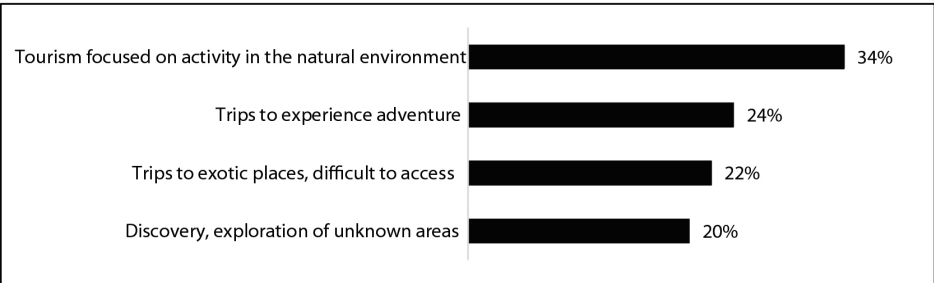 Tourism focused on activity in the natural environment 34%
Trips to experience adventure 24%
Trips to exotic places, difficult to access 22%
Discovery, exploration of unknown areas 20%